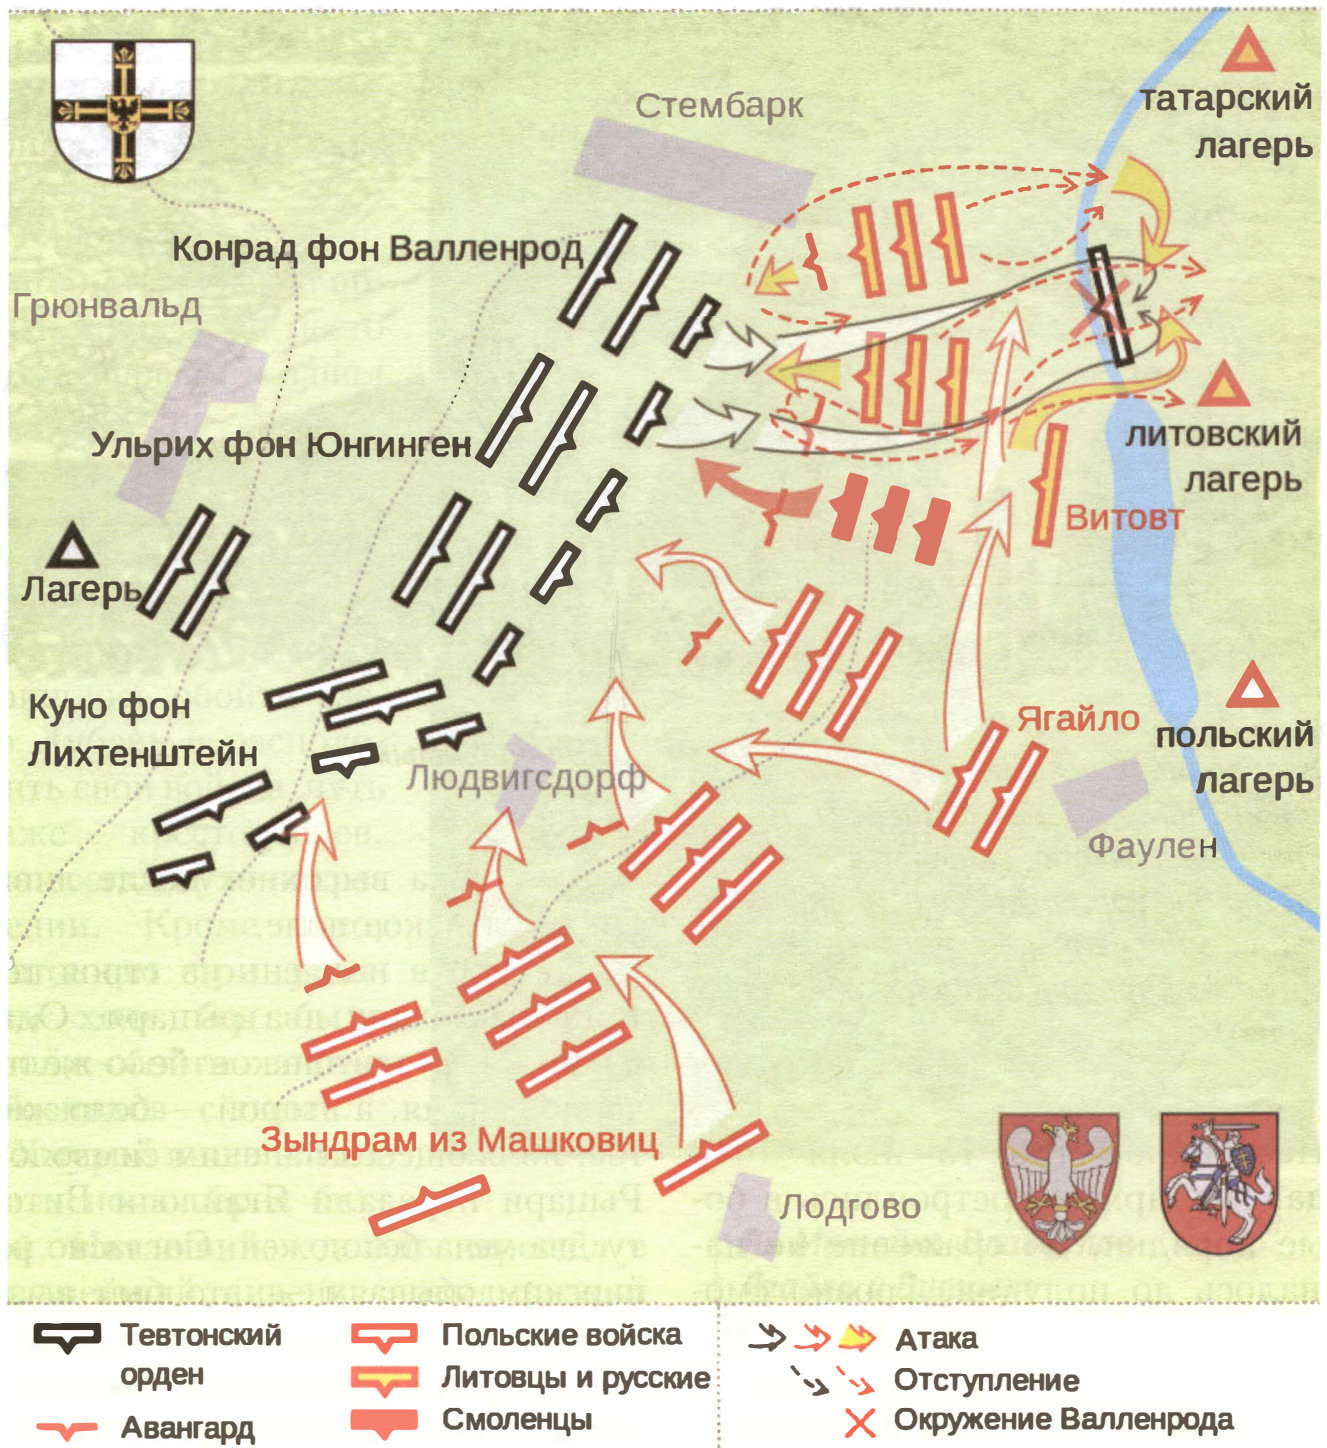 Стембарк
татарский
лагерь
Конрад фон Валленрод
Грюнвальд
Ульрих фон Юнгинген
литовский
лагерь
Витовт
Лагерь
Куно фон
Лихтенштейн
Ягайло
польский
лагерь
Людвигсдорф
Фаулен
Зындрам из Машковиц
Лодгово
Тевтонский
орден
Авангард
Польские войска
Литовцы и русские
Смоленцы
Атака
Отступление
Окружение Валленрода